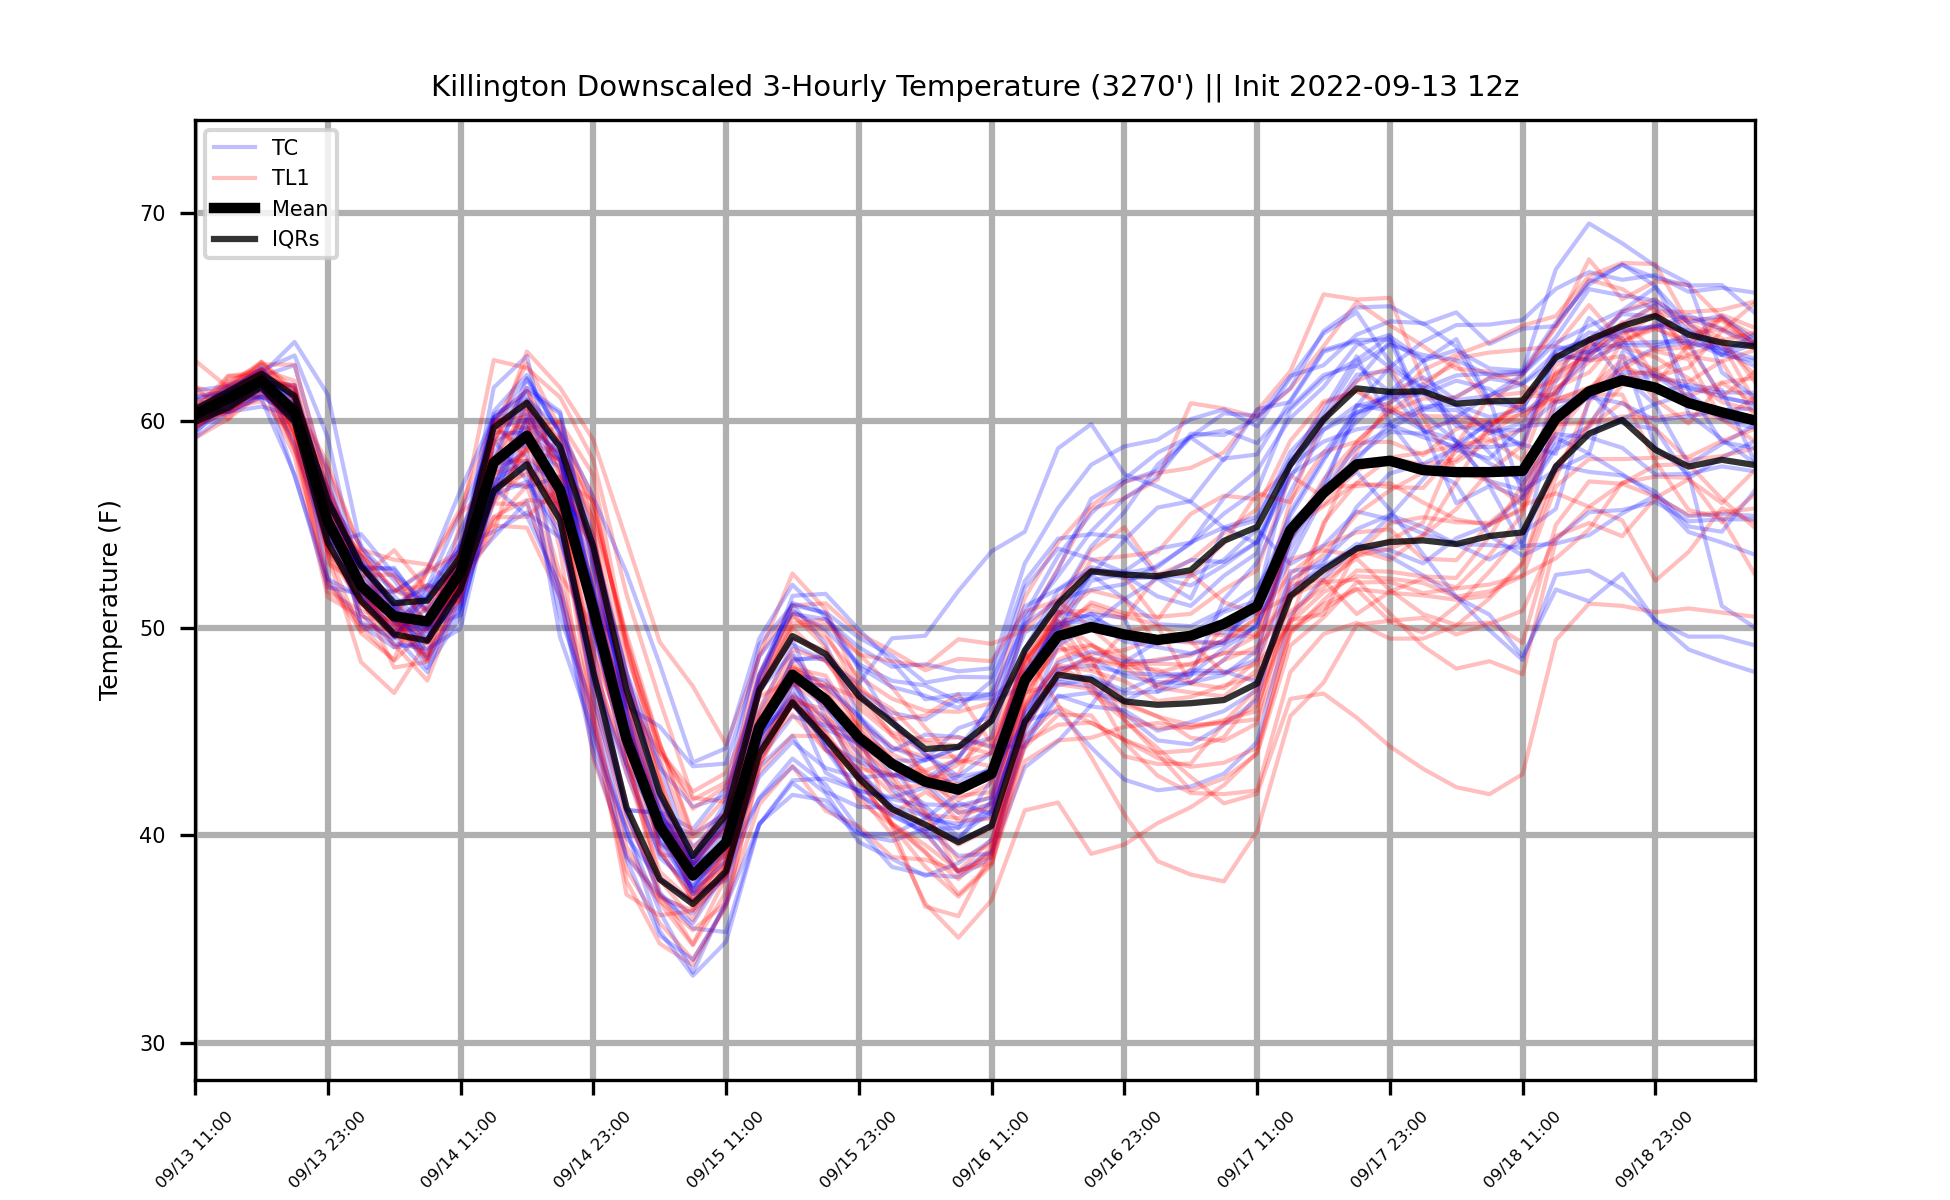 Killington Downscaled 3-Hourly Temperature (3270') || Init 2022-09-13 12z
TC
TL1
Mean
IQRs
Temperature (F)
70
60
50
40
30
09/13 11:00
09/13 23:00
09/14 11:00
09/14 23:00
09/15 11:00
09/15 23:00
09/16 11:00
09/16 23:00
09/17 11:00
09/17 23:00
09/18 11:00
09/18 23:00